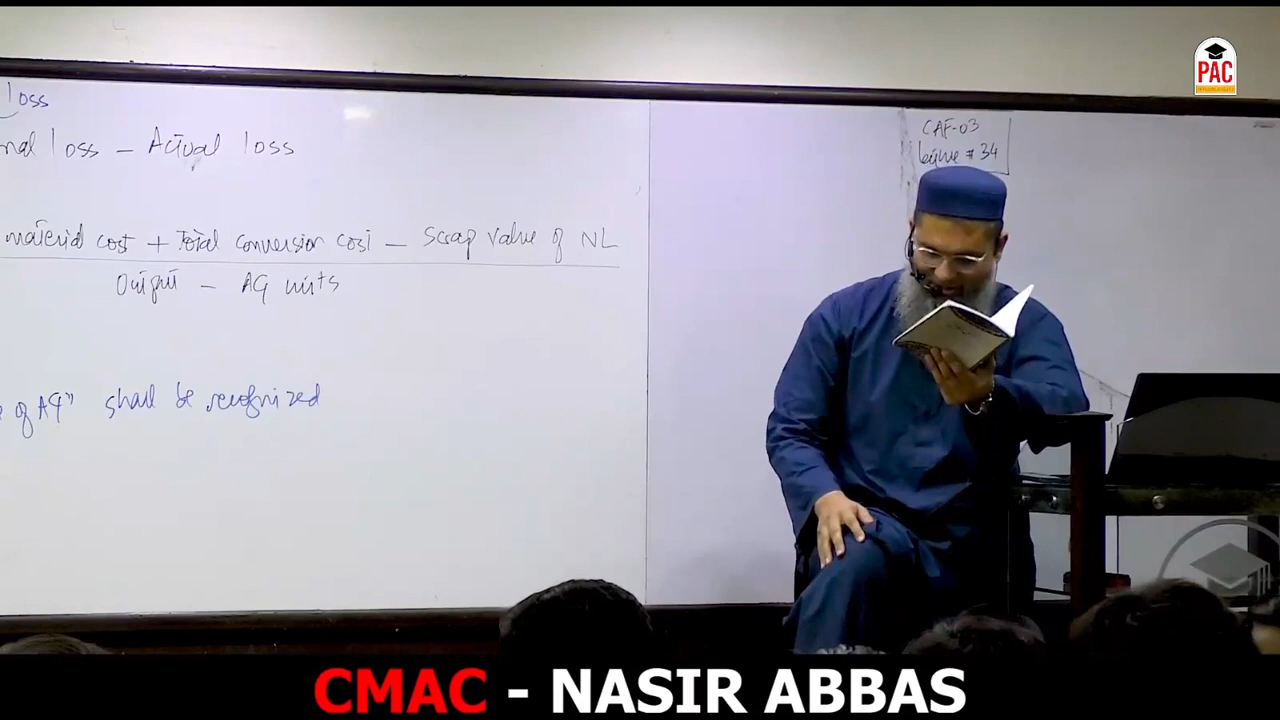 loss
nal loss – Actual loss
material cost + Total conversion cost – Scrap value of NL
Output – AG units
of AG" shall be recognized
CAF-03
# 34
PAC
CMAC - NASIR ABBAS